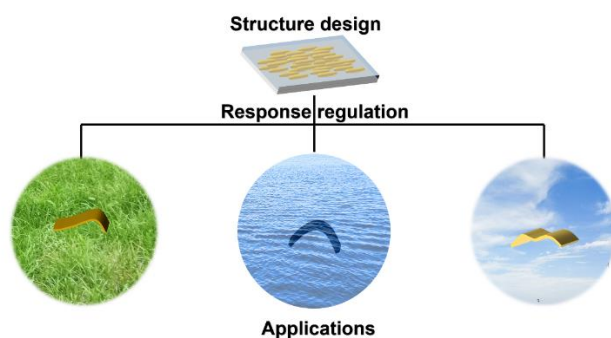 Structure design
Response regulation
Applications